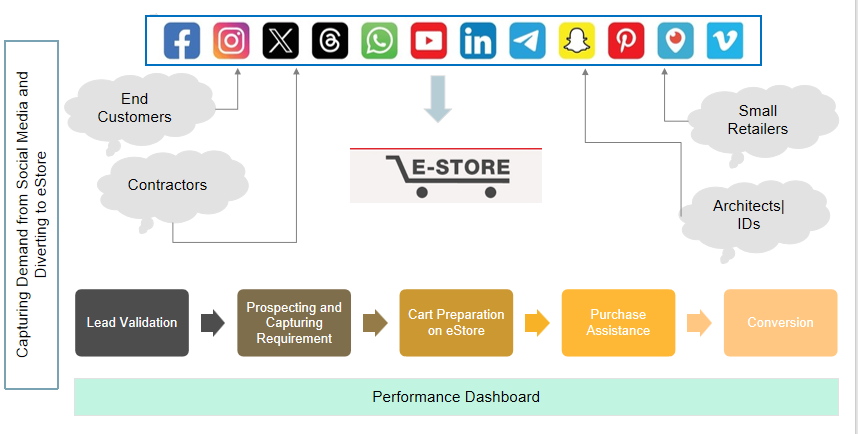 Capturing Demand from Social Media and
Diverting to eStore
End
Customers
Contractors
Small
Retailers
Architects|
IDs
E-STORE
Lead Validation
Prospecting and
Capturing
Requirement
Cart Preparation
on eStore
Purchase
Assistance
Conversion
Performance Dashboard